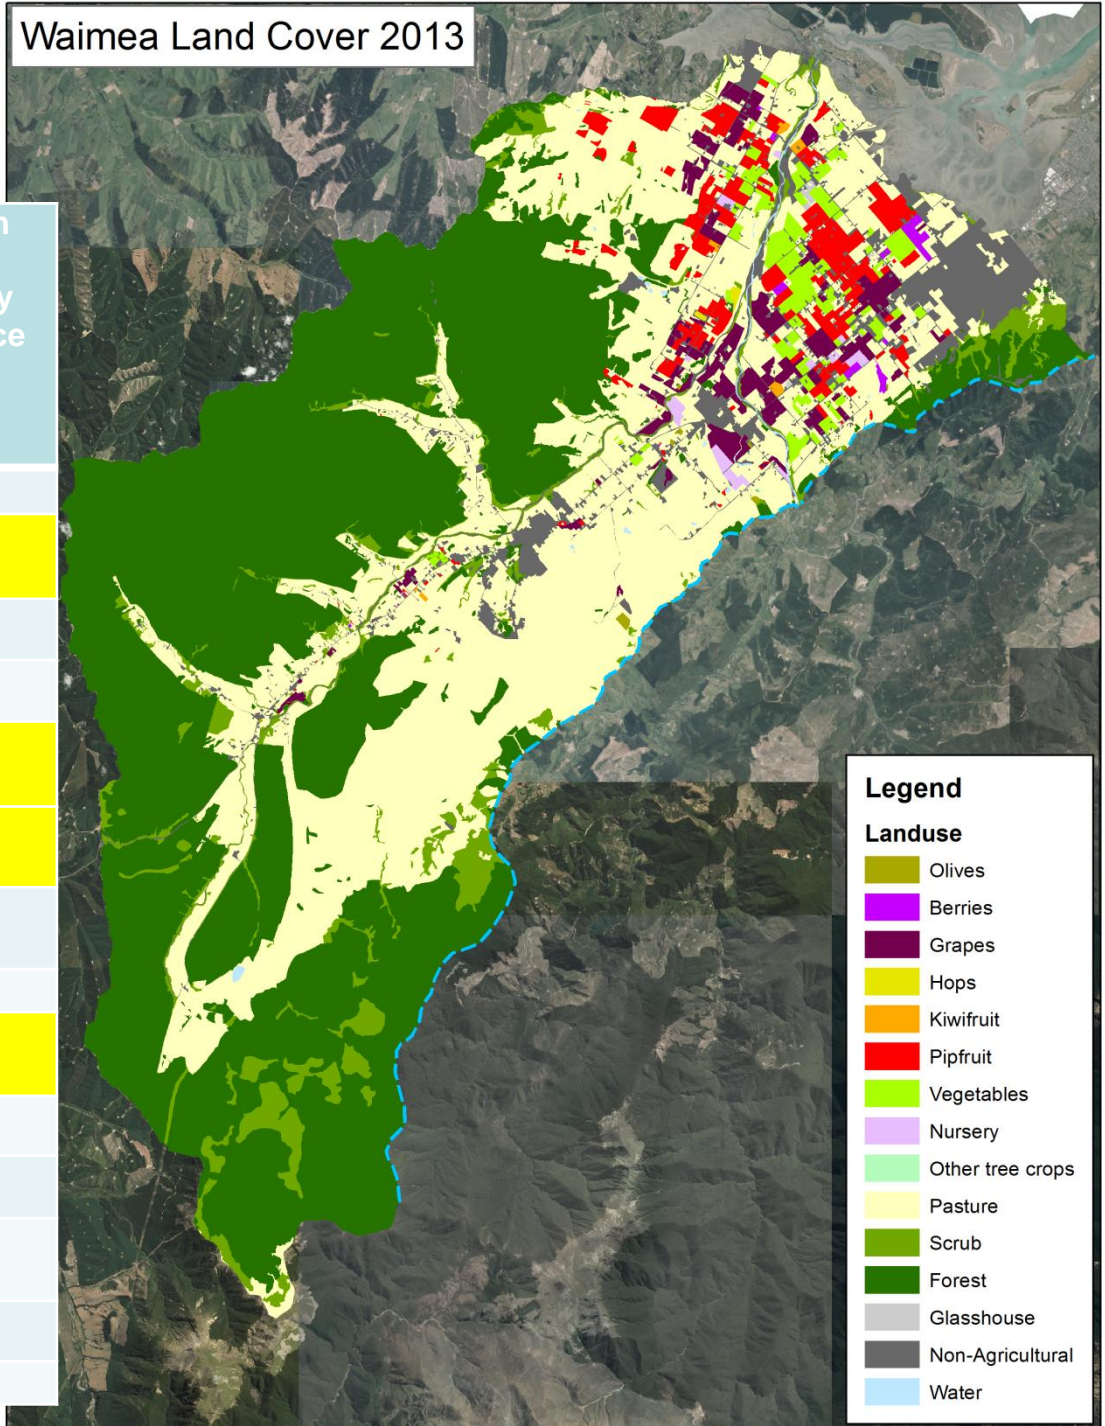 Waimea Land Cover 2013
Legend
Landuse
Olives
Berries
Grapes
Hops
Kiwifruit
Pipfruit
Vegetables
Nursery
Other tree crops
Pasture
Scrub
Forest
Glasshouse
Non-Agricultural
Water